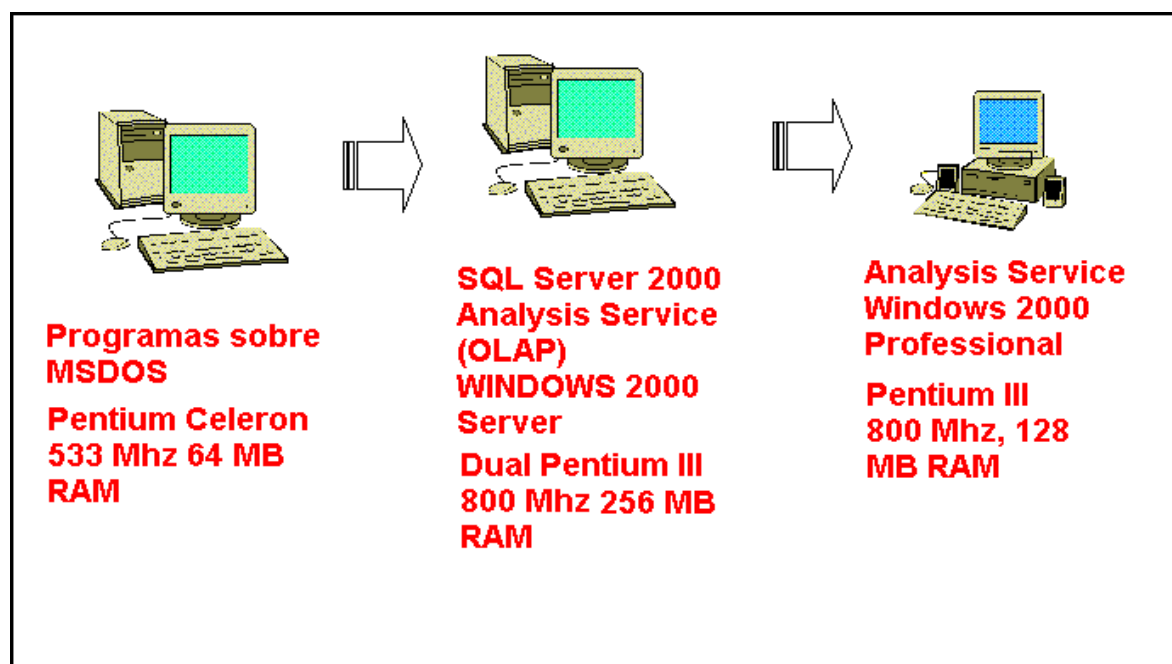 Programas sobre
MSDOS
Pentium Celeron
533 Mhz 64 MB
RAM
SQL Server 2000
Analysis Service
(OLAP)
WINDOWS 2000
Server
Dual Pentium III
800 Mhz 256 MB
RAM
Analysis Service
Windows 2000
Professional
Pentium III
800 Mhz, 128
MB RAM